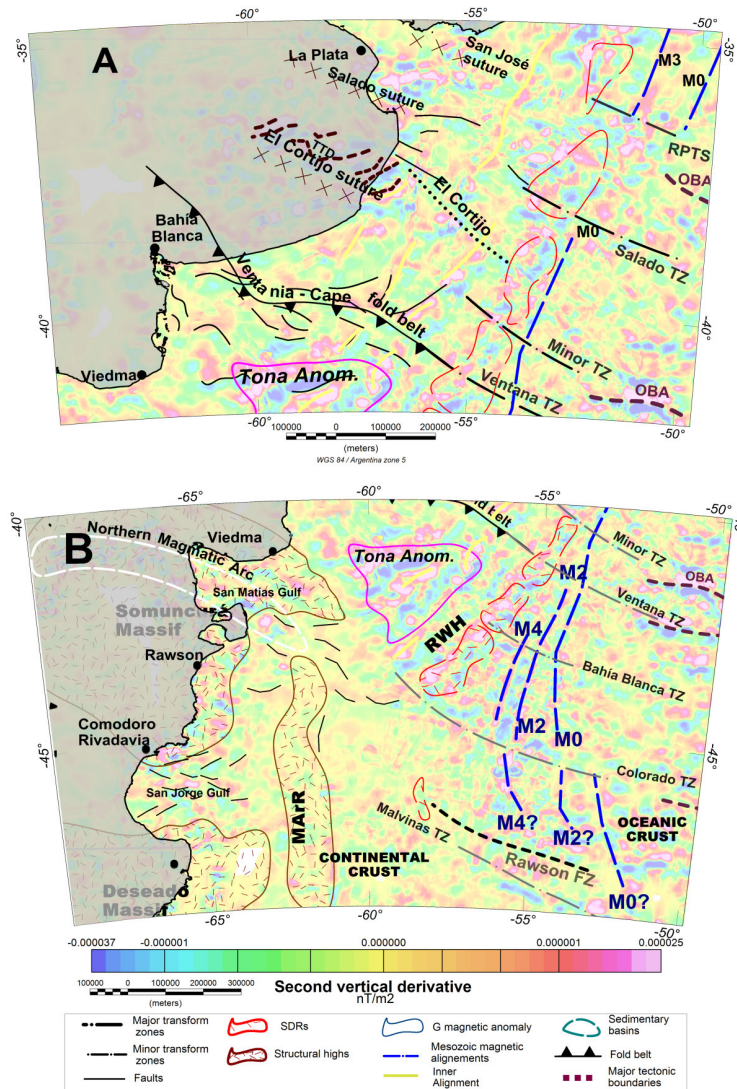 -60° -55° -50°
-35° -35°
A
La Plata
San José
suture
Salado suture
M3
M0
TTD
El Cortijo suture
RPTS
OBA
El Cortijo
Bahía
Blanca
M0
Salado TZ
Ventania - Cape
fold belt
-40° -40°
Minor TZ
Viedma
Tona Anom.
Ventana TZ
OBA
-60° -55° -50°
100000 0 100000 200000
(meters)
WGS 84 / Argentina zone 5
-65° -60° -55° -50°
-40°
B
Northern Magmatic Arc
Viedma
Tona Anom.
Minor TZ
San Matías Gulf
M2
OBA
Ventana TZ
Massif
M4
RWH
Rawson
Bahía Blanca TZ
Comodoro
Rivadavia
M2
M0
-45° -45°
Colorado TZ
San Jorge Gulf
MArR
Malvinas TZ
M4?
M2?
OCEANIC
CRUST
CONTINENTAL
CRUST
Rawson FZ
Deseado
Massif
M0?
-65° -60° -55° -50°
-0.000037 -0.000001 0.000000 0.000001 0.000025
100000 0 100000 200000 300000
(meters)
Second vertical derivative
nT/m2
Major transform
zones
SDRs
G magnetic anomaly
Sedimentary
basins
Minor transform
zones
Structural highs
Mesozoic magnetic
alignements
Fold belt
Faults
Inner
Alignment
Major tectonic
boundaries